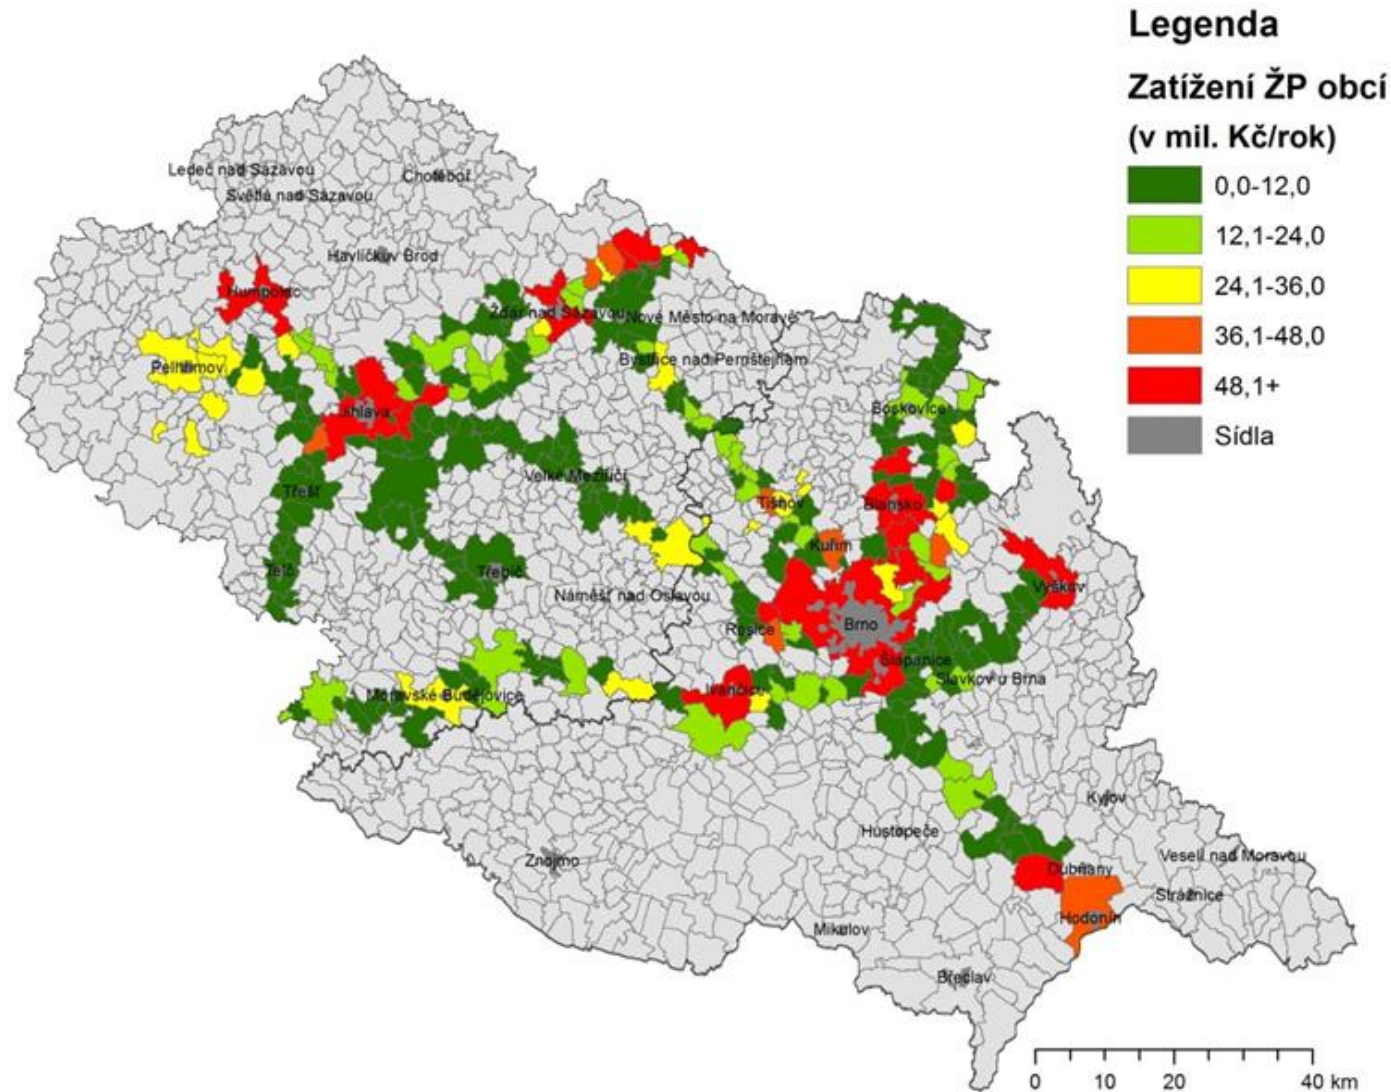 Legenda
Zatížení ŽP obcí
(v mil. Kč/rok)
0,0-12,0
12,1-24,0
24,1-36,0
36,1-48,0
48,1+
Sídla
Ledeč nad Sázavou
Chotěboř
Světlá nad Sázavou
Havlíčkův Brod
Humpolec
Žďár nad Sázavou
Nové Město na Moravě
Bystřice nad Pernštejnem
Pelhřimov
Jihlava
Boskovice
Velké Meziříčí
Třešť
Tišnov
Blansko
Kuřim
Telč
Třebíč
Vyškov
Náměšť nad Oslavou
Rosice
Brno
Šlapanice
Slavkov u Brna
Ivančice
Moravské Budějovice
Kyjov
Hustopeče
Znojmo
Veselí nad Moravou
Dubňany
Strážnice
Hodonín
Mikulov
Břeclav
0 10 20 40 km